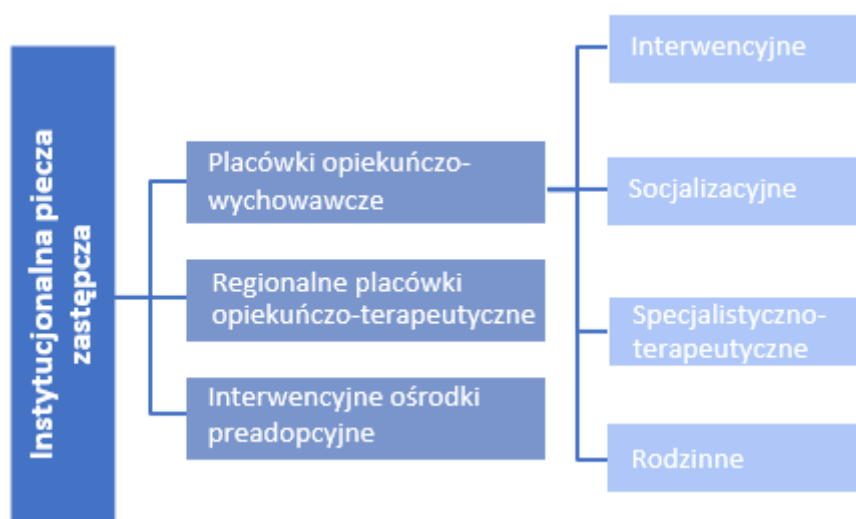 Instytucjonalna piecza
zastępcza
Placówki opiekuńczo-
wychowawcze
Regionalne placówki
opiekuńczo-terapeutyczne
Interwencyjne ośrodki
preadopcyjne
Interwencyjne
Socjalizacyjne
Specjalistyczno-
terapeutyczne
Rodzinne